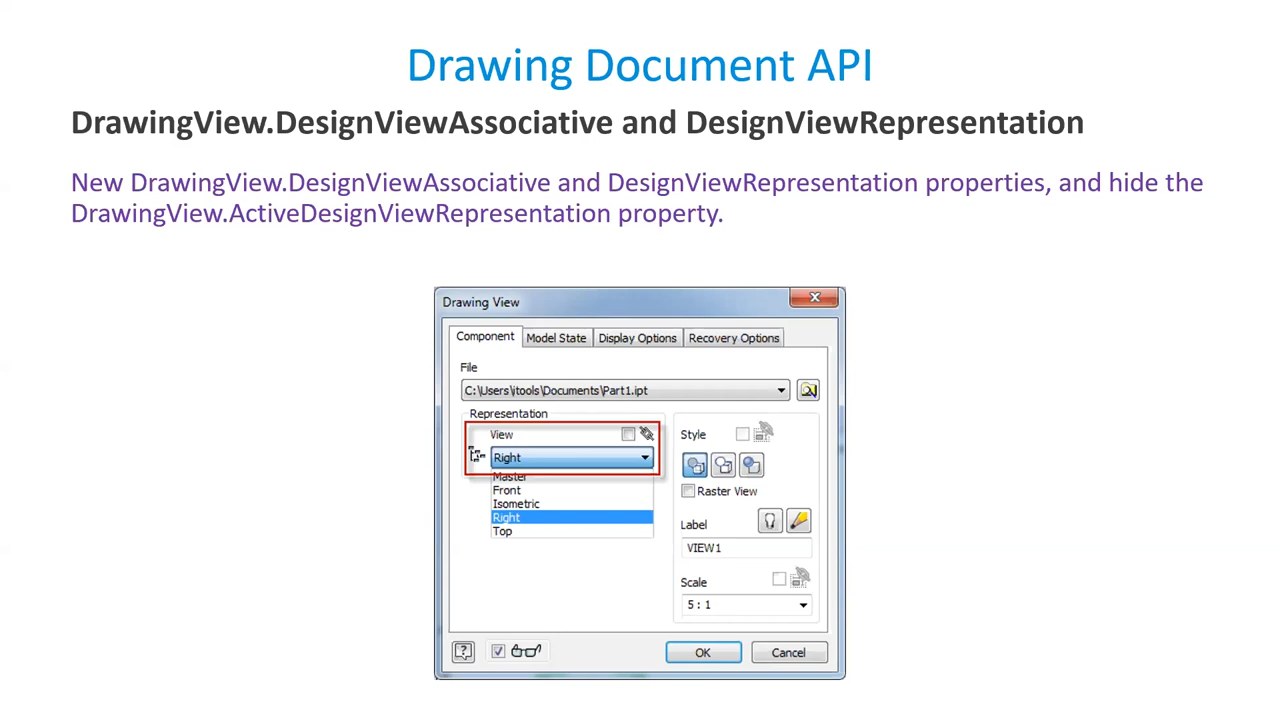 Drawing Document API
DrawingView.DesignViewAssociative and DesignViewRepresentation
New DrawingView.DesignViewAssociative and DesignViewRepresentation properties, and hide the
DrawingView.ActiveDesignViewRepresentation property.
Drawing View
Component Model State Display Options Recovery Options
File
C:\Users\itools\Documents\Part1.ipt
Representation
View
Right
Master
Front
Isometric
Right
Top
Style
Raster View
Label
VIEW1
Scale
5 : 1
OK Cancel